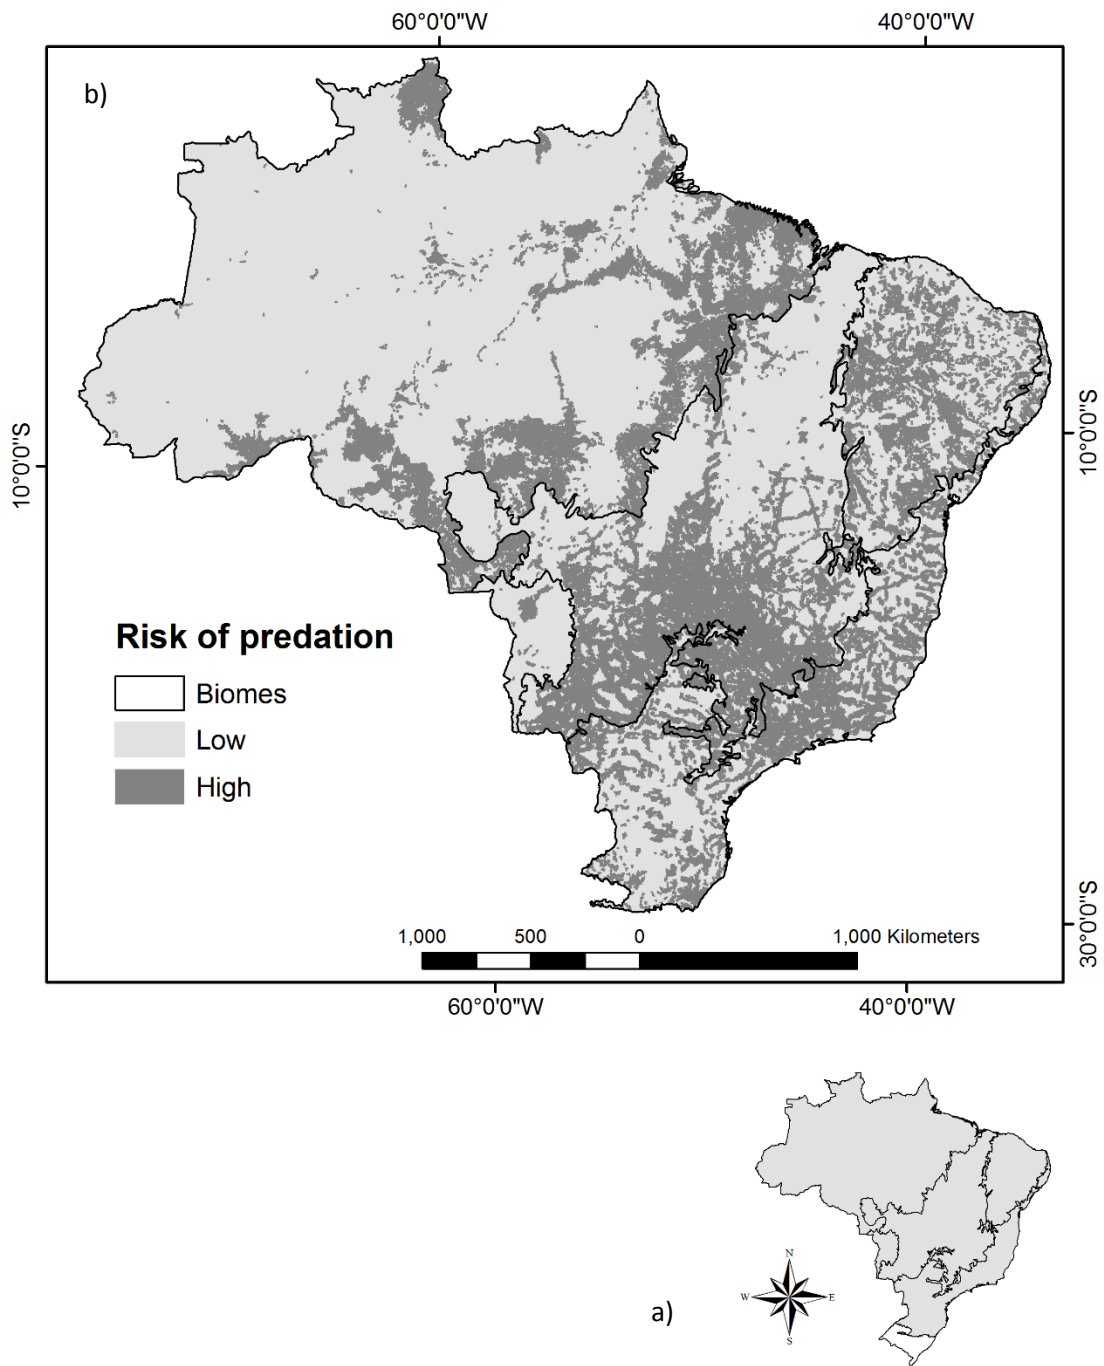 60°0'0"W 40°0'0"W
b)
10°0'0"S
10°0'0"S
Risk of predation
Biomes
Low
High
30°0'0"S
1,000 500 0 1,000 Kilometers
60°0'0"W 40°0'0"W
N
W E
S
a)